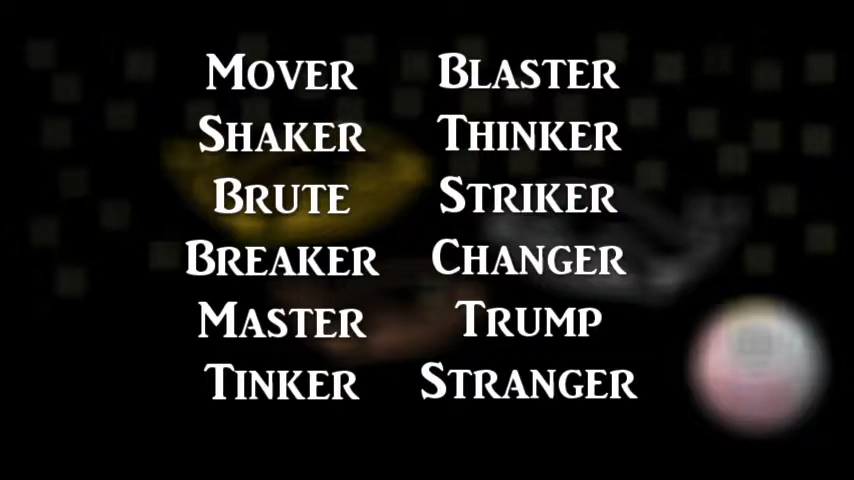 Mover Blaster
Shaker Thinker
Brute Striker
Breaker Changer
Master Trump
Tinker Stranger